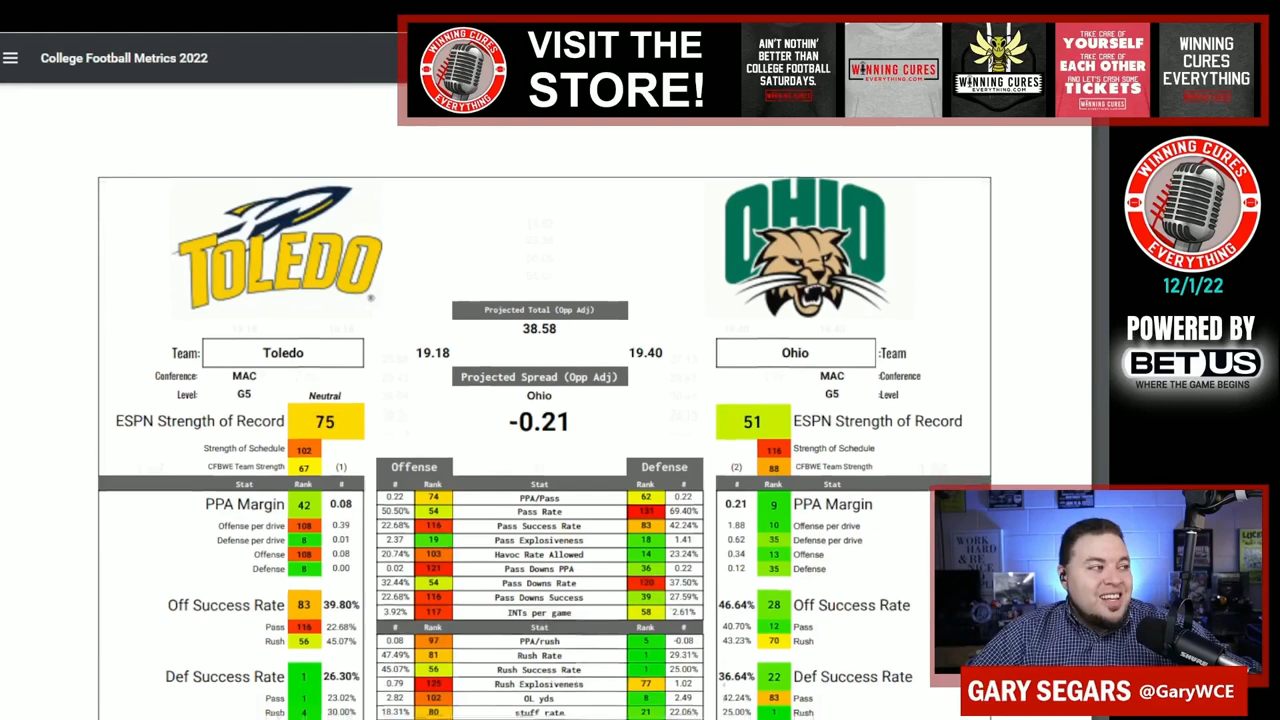 College Football Metrics 2022
WINNING CURES
EVERYTHING
VISIT THE
STORE!
AIN'T NOTHIN'
BETTER THAN
COLLEGE FOOTBALL
SATURDAYS.
WINNING CURES
WINNING CURES
EVERYTHING.COM
WINNING CURES
EVERYTHING.COM
TAKE CARE OF
YOURSELF
TAKE CARE OF
EACH OTHER
AND LET'S CASH SOME
TICKETS
WINNING CURES
WINNING
CURES
EVERYTHING
WINNING CURES
EVERYTHING
12/1/22
POWERED BY
BETUS
WHERE THE GAME BEGINS
TOLEDO
OHIO
Projected Total (Opp Adj)
38.58
Team: Toledo 19.18 19.40 Ohio :Team
Conference: MAC Projected Spread (Opp Adj) MAC :Conference
Level: G5 Neutral Ohio G5 :Level
-0.21
ESPN Strength of Record 75 51 ESPN Strength of Record
Strength of Schedule 102 116 Strength of Schedule
CFBWE Team Strength 67 (1) Offense Defense (2) 88 CFBWE Team Strength
Stat Rank # # Rank Stat Rank # # Rank Stat
PPA Margin 42 0.08 0.21 9 PPA Margin
Offense per drive 108 0.39 1.88 10 Offense per drive
Defense per drive 8 0.01 0.62 35 Defense per drive
Offense 108 0.08 0.34 13 Offense
Defense 8 0.00 0.12 35 Defense
Off Success Rate 83 39.80% 46.64% 28 Off Success Rate
Pass 116 22.68% 40.70% 12 Pass
Rush 56 45.07% 43.23% 70 Rush
Def Success Rate 1 26.30% 36.64% 22 Def Success Rate
Pass 1 23.02% 42.24% 83 Pass
Rush 4 30.00% 25.00% 1 Rush
0.22 74 PPA/Pass 62 0.22
50.50% 54 Pass Rate 131 69.40%
22.68% 116 Pass Success Rate 83 42.24%
2.37 19 Pass Explosiveness 18 1.41
20.74% 103 Havoc Rate Allowed 14 23.24%
0.02 121 Pass Downs PPA 36 0.22
32.44% 54 Pass Downs Rate 120 37.50%
22.68% 116 Pass Downs Success 39 27.59%
3.92% 117 INTs per game 58 2.61%
# Rank Stat Rank #
0.08 97 PPA/rush 5 -0.08
47.49% 81 Rush Rate 1 29.31%
45.07% 56 Rush Success Rate 1 25.00%
0.79 125 Rush Explosiveness 77 1.02
2.82 102 OL yds 8 2.49
18.31% 80 stuff rate 21 22.06%
WORK
HARD &
SHURE
GARY SEGARS @GaryWCE